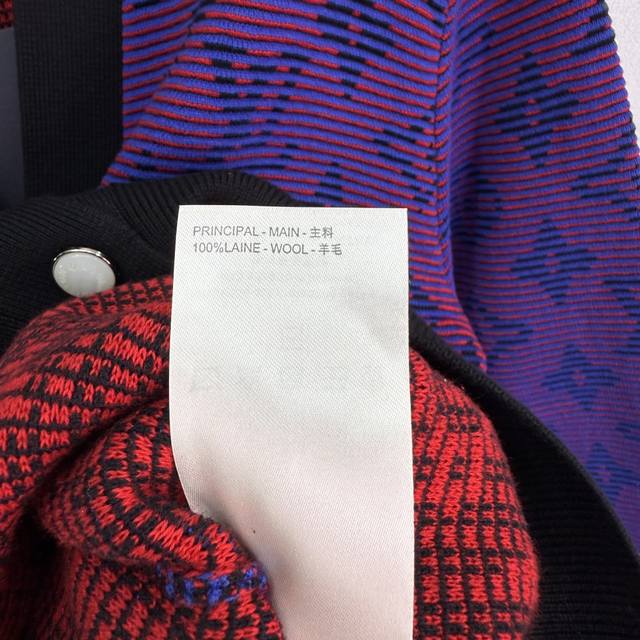 PRINCIPAL - MAIN - 主料
100%LAINE - WOOL - 羊毛